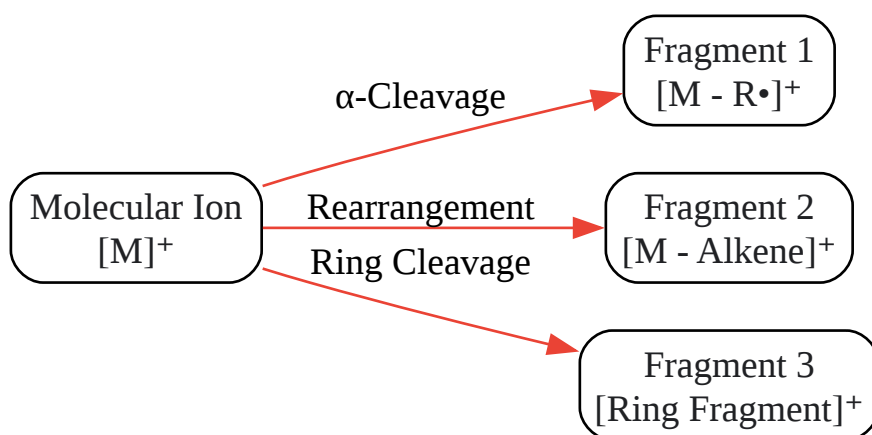 Fragment 1
[M - R•]⁺
α-Cleavage
Molecular Ion
[M]⁺
Rearrangement
Fragment 2
[M - Alkene]⁺
Ring Cleavage
Fragment 3
[Ring Fragment]⁺